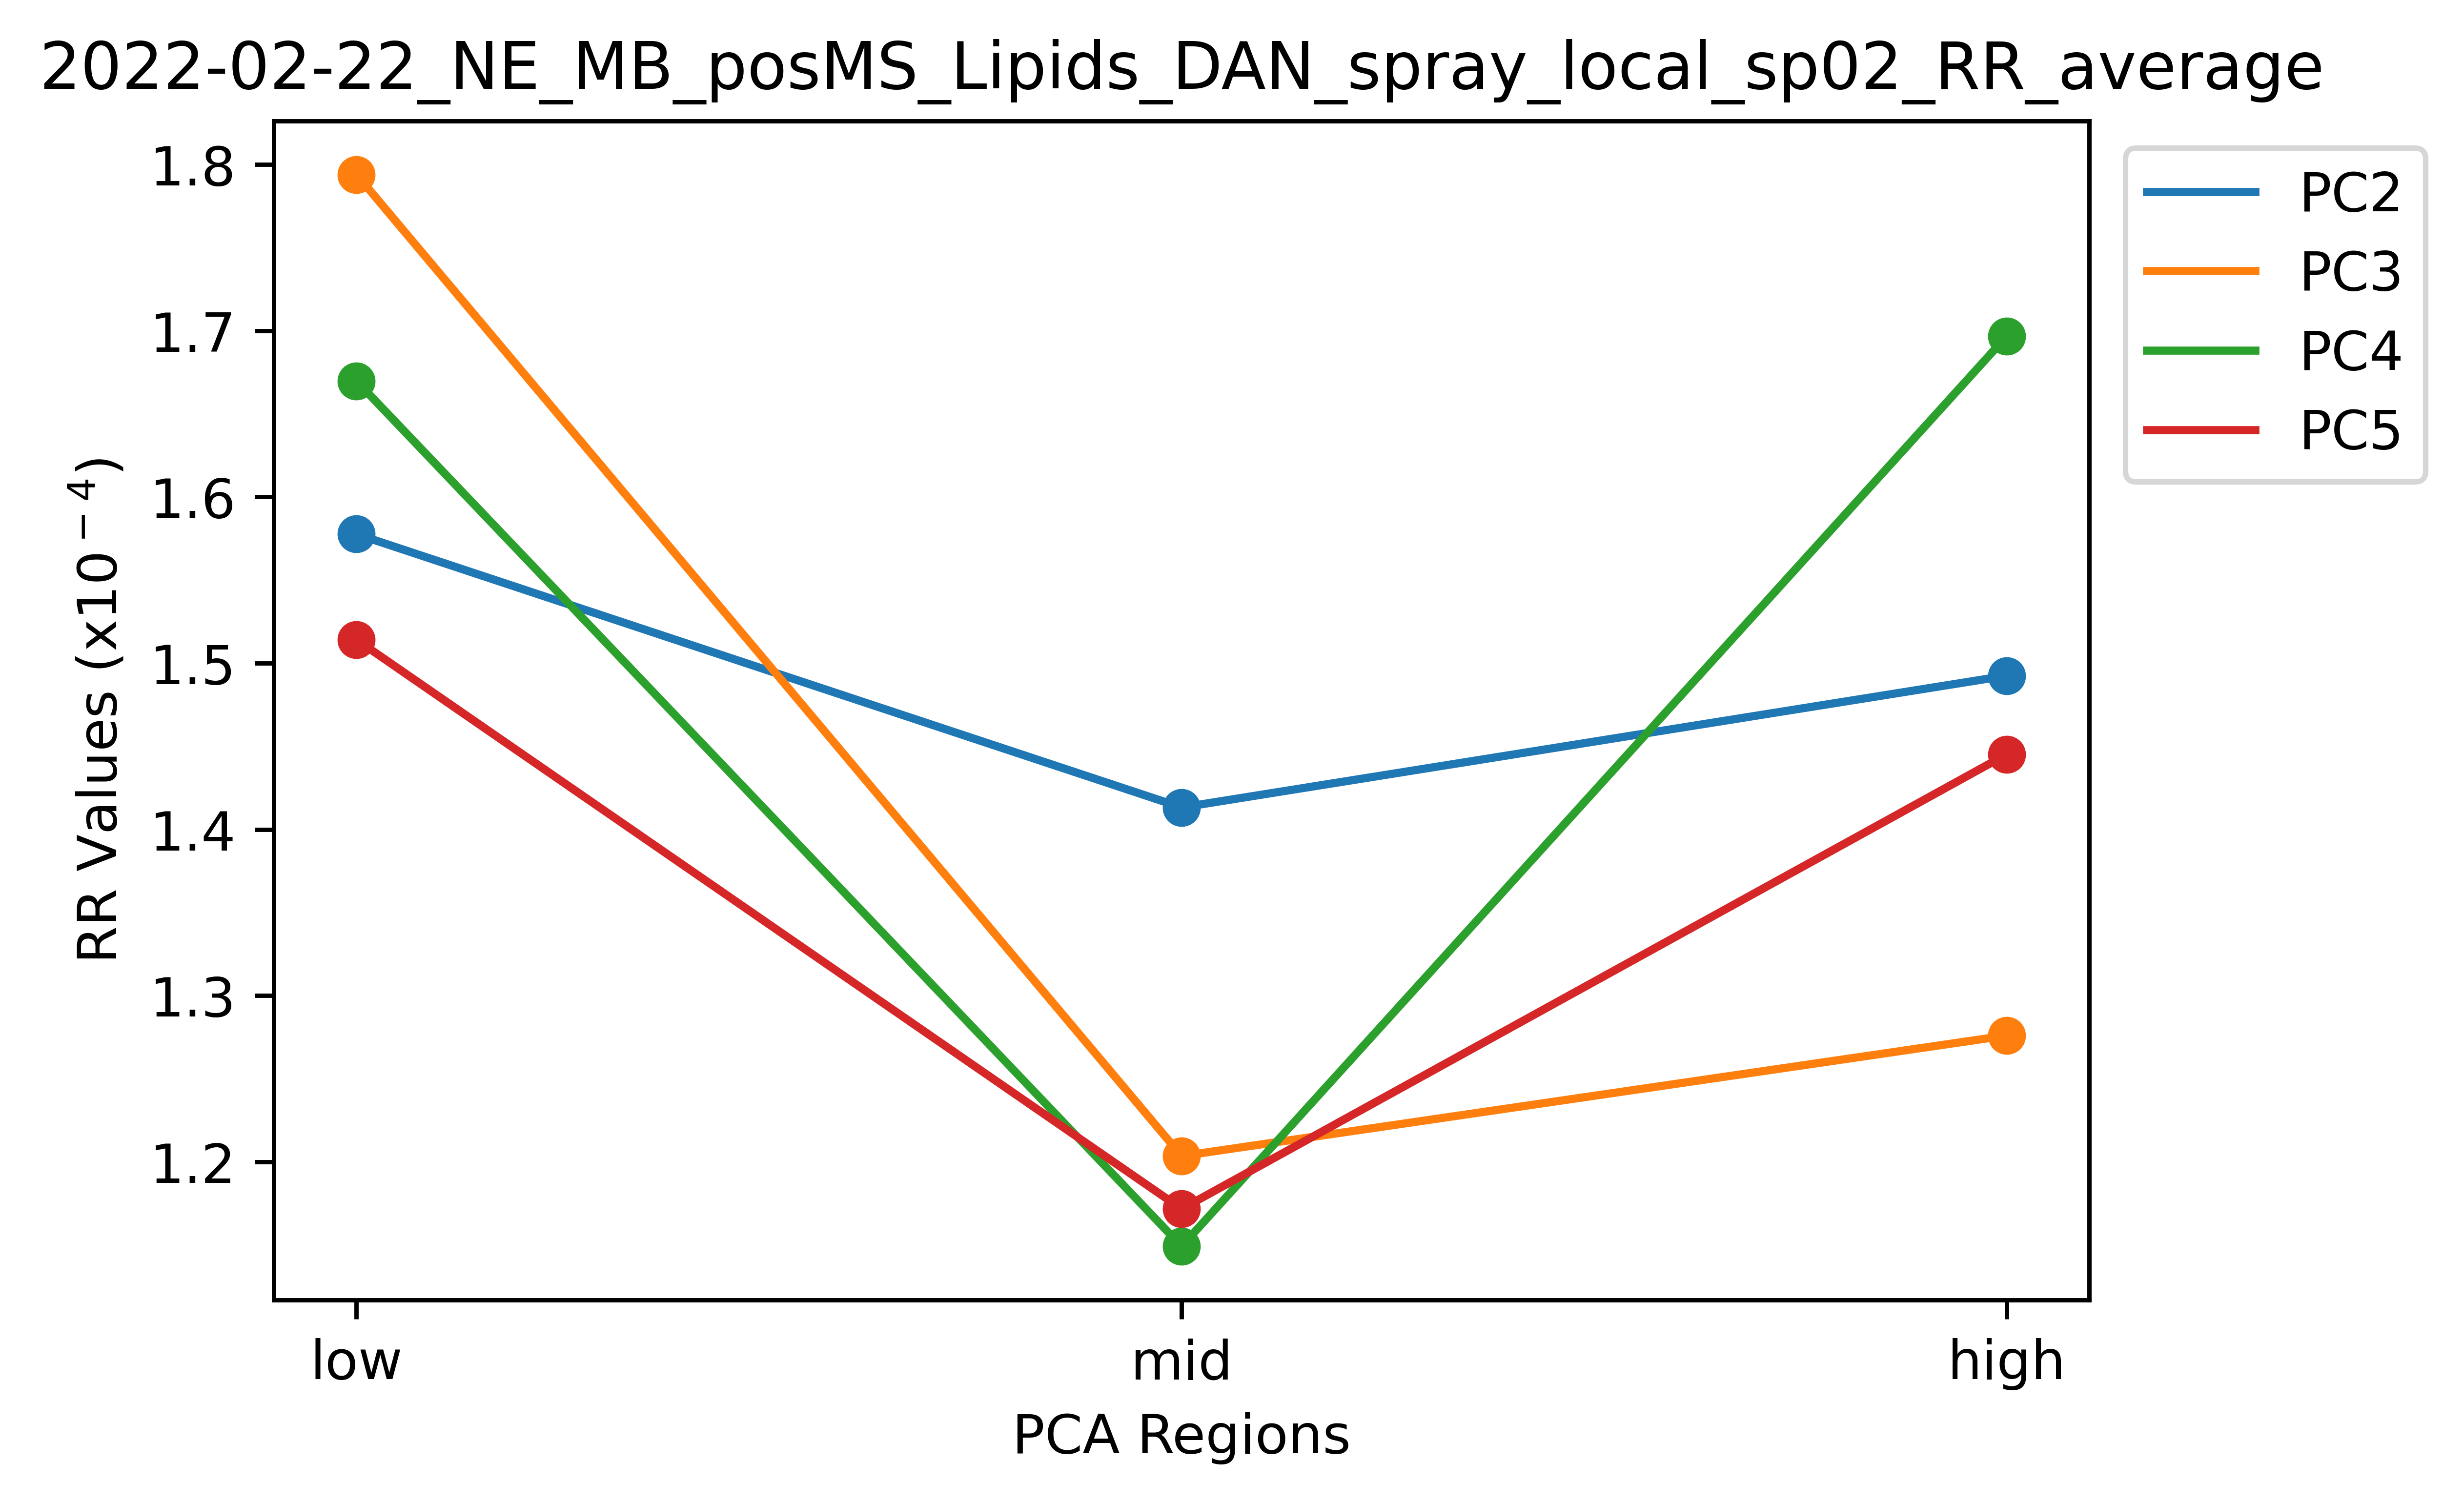 2022-02-22_NE_MB_posMS_Lipids_DAN_spray_local_sp02_RR_average
RR Values (x10⁻⁴)
1.8
1.7
1.6
1.5
1.4
1.3
1.2
low
mid
high
PCA Regions
PC2
PC3
PC4
PC5